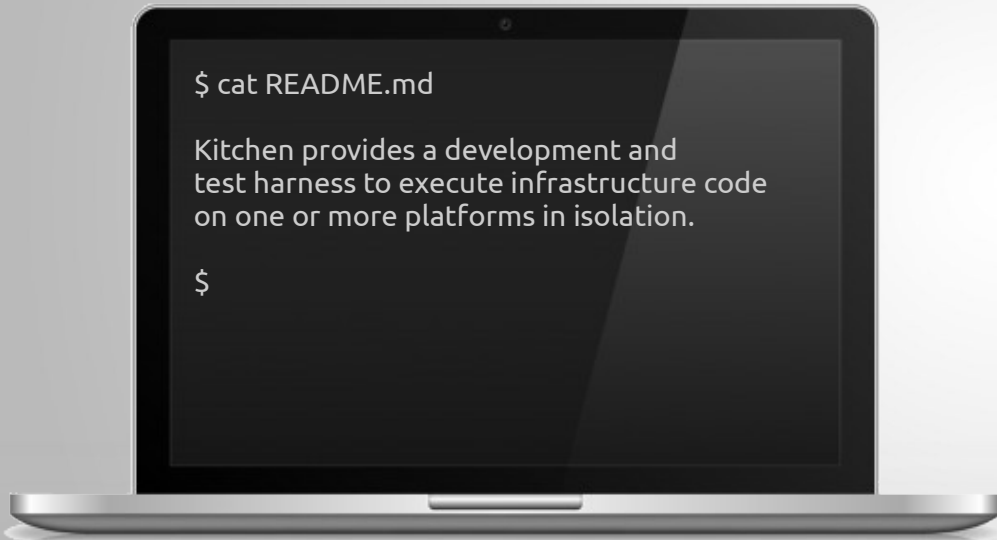 $ cat README.md
Kitchen provides a development and
test harness to execute infrastructure code
on one or more platforms in isolation.
$